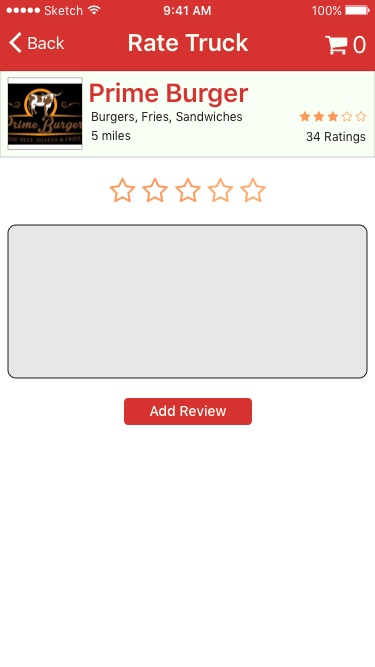 Sketch 9:41 AM 100%
Back Rate Truck 0
Prime Burger
Burgers, Fries, Sandwiches
5 miles 34 Ratings
Prime Burger
Add Review